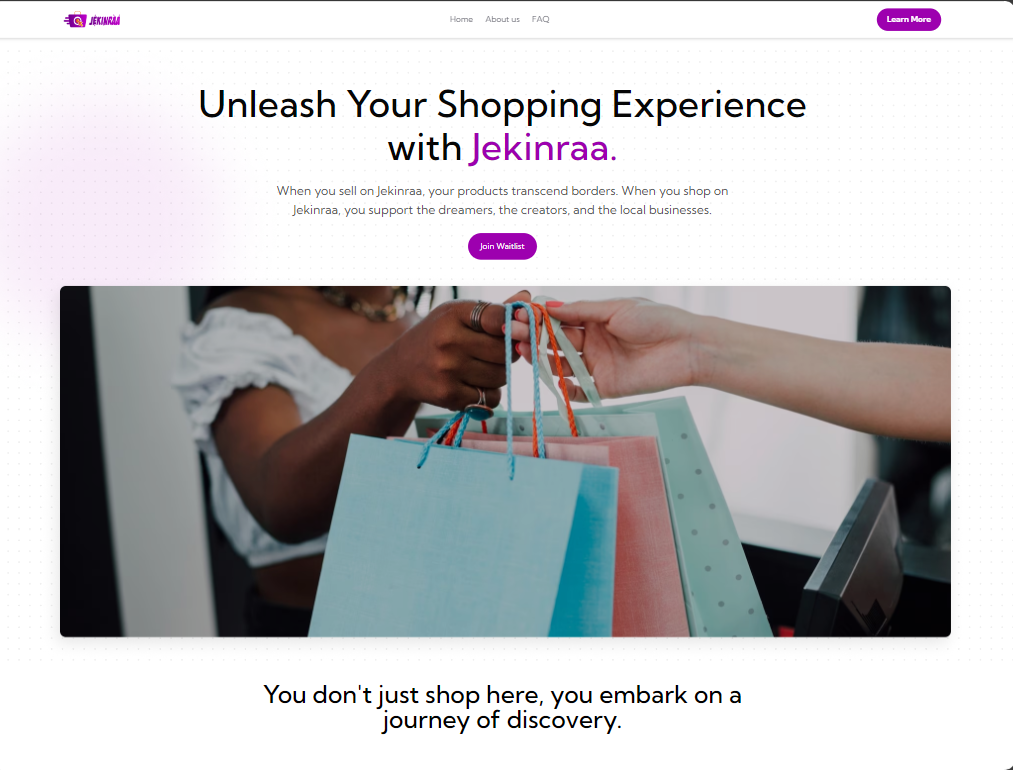 JEKINRAA
Home About us FAQ
Learn More
Unleash Your Shopping Experience
with Jekinraa.
When you sell on Jekinraa, your products transcend borders. When you shop on
Jekinraa, you support the dreamers, the creators, and the local businesses.
Join Waitlist
You don't just shop here, you embark on a
journey of discovery.